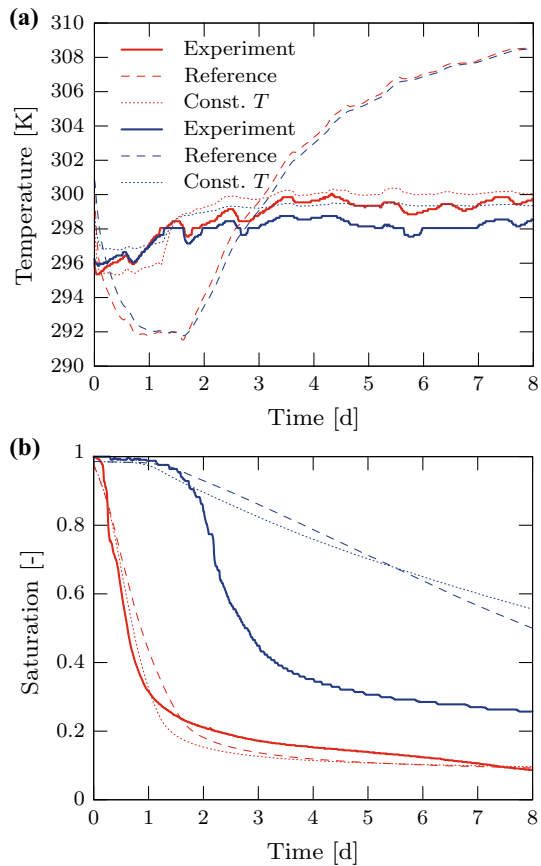 (a)
310
308
306
304
302
300
298
296
294
292
290
Temperature [K]
Experiment
Reference
Const. T
Experiment
Reference
Const. T
0 1 2 3 4 5 6 7 8
Time [d]
(b)
1
0.8
0.6
0.4
0.2
0
Saturation [-]
0 1 2 3 4 5 6 7 8
Time [d]